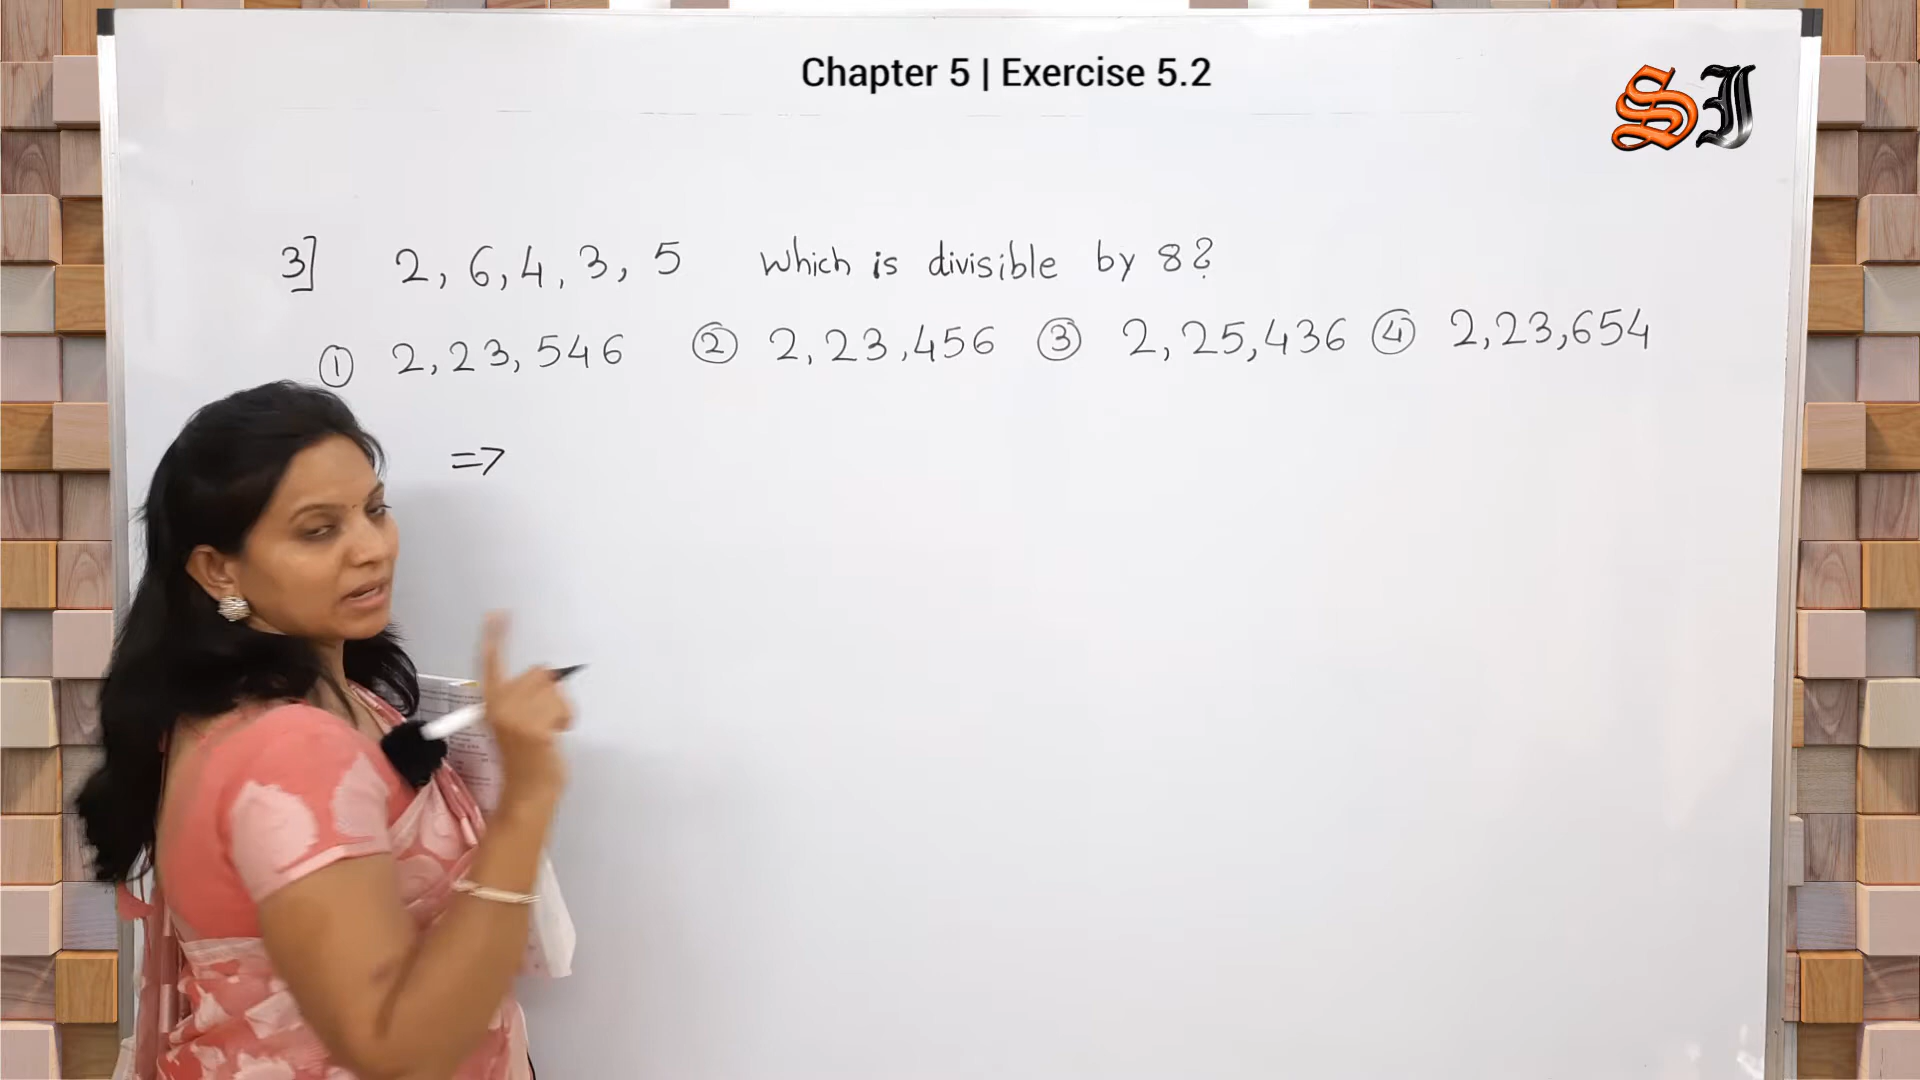 Chapter 5 | Exercise 5.2
SJ
3] 2, 6, 4, 3, 5 which is divisible by 8?
① 2,23,546 ② 2,23,456 ③ 2,25,436 ④ 2,23,654
=>